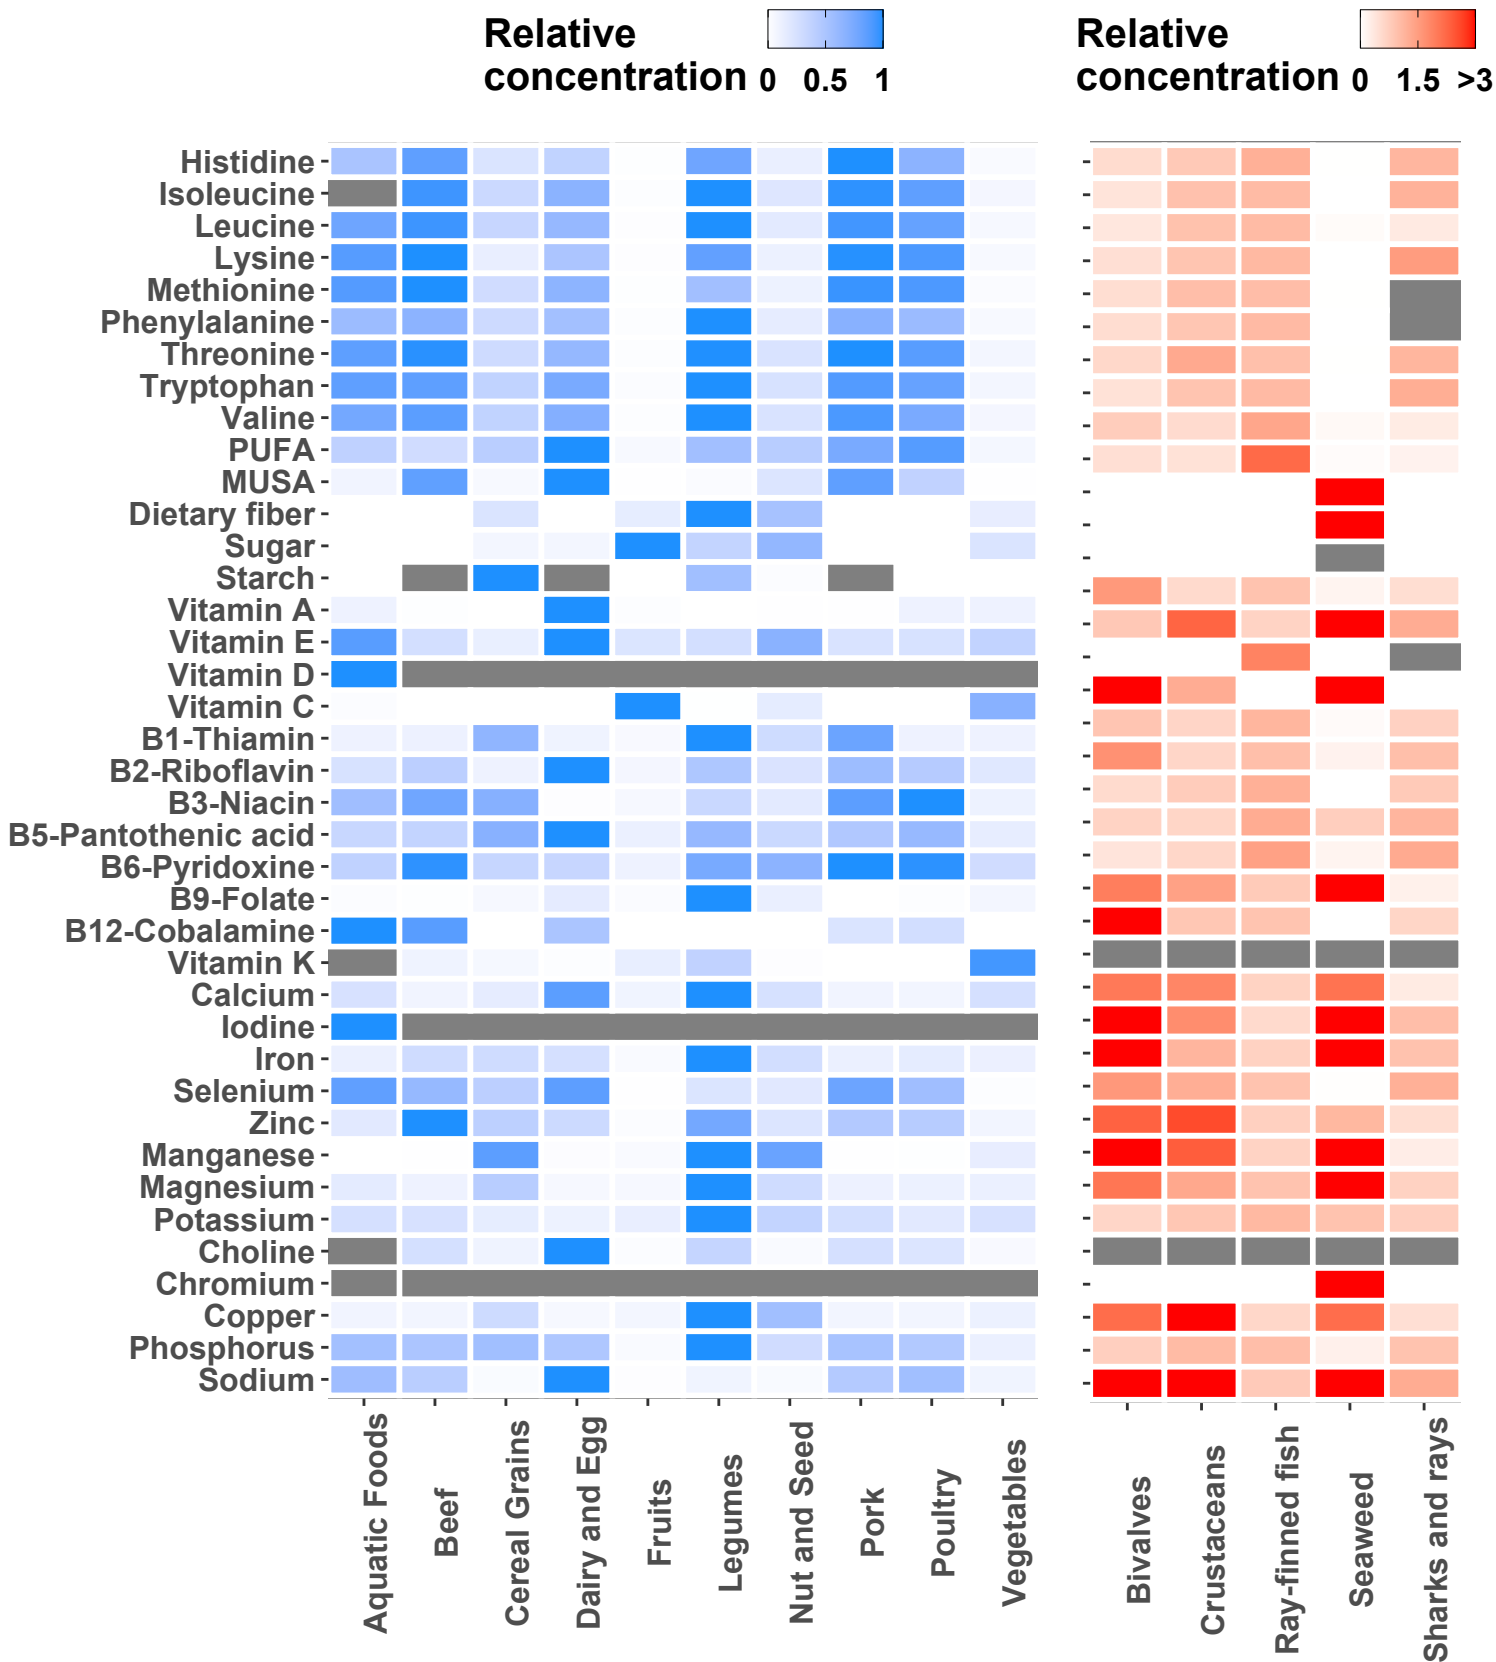 Relative
concentration 0 0.5 1
Relative
concentration 0 1.5 >3
Histidine
Isoleucine
Leucine
Lysine
Methionine
Phenylalanine
Threonine
Tryptophan
Valine
PUFA
MUSA
Dietary fiber
Sugar
Starch
Vitamin A
Vitamin E
Vitamin D
Vitamin C
B1-Thiamin
B2-Riboflavin
B3-Niacin
B5-Pantothenic acid
B6-Pyridoxine
B9-Folate
B12-Cobalamine
Vitamin K
Calcium
Iodine
Iron
Selenium
Zinc
Manganese
Magnesium
Potassium
Choline
Chromium
Copper
Phosphorus
Sodium
Aquatic Foods
Beef
Cereal Grains
Dairy and Egg
Fruits
Legumes
Nut and Seed
Pork
Poultry
Vegetables
Bivalves
Crustaceans
Ray-finned fish
Seaweed
Sharks and rays